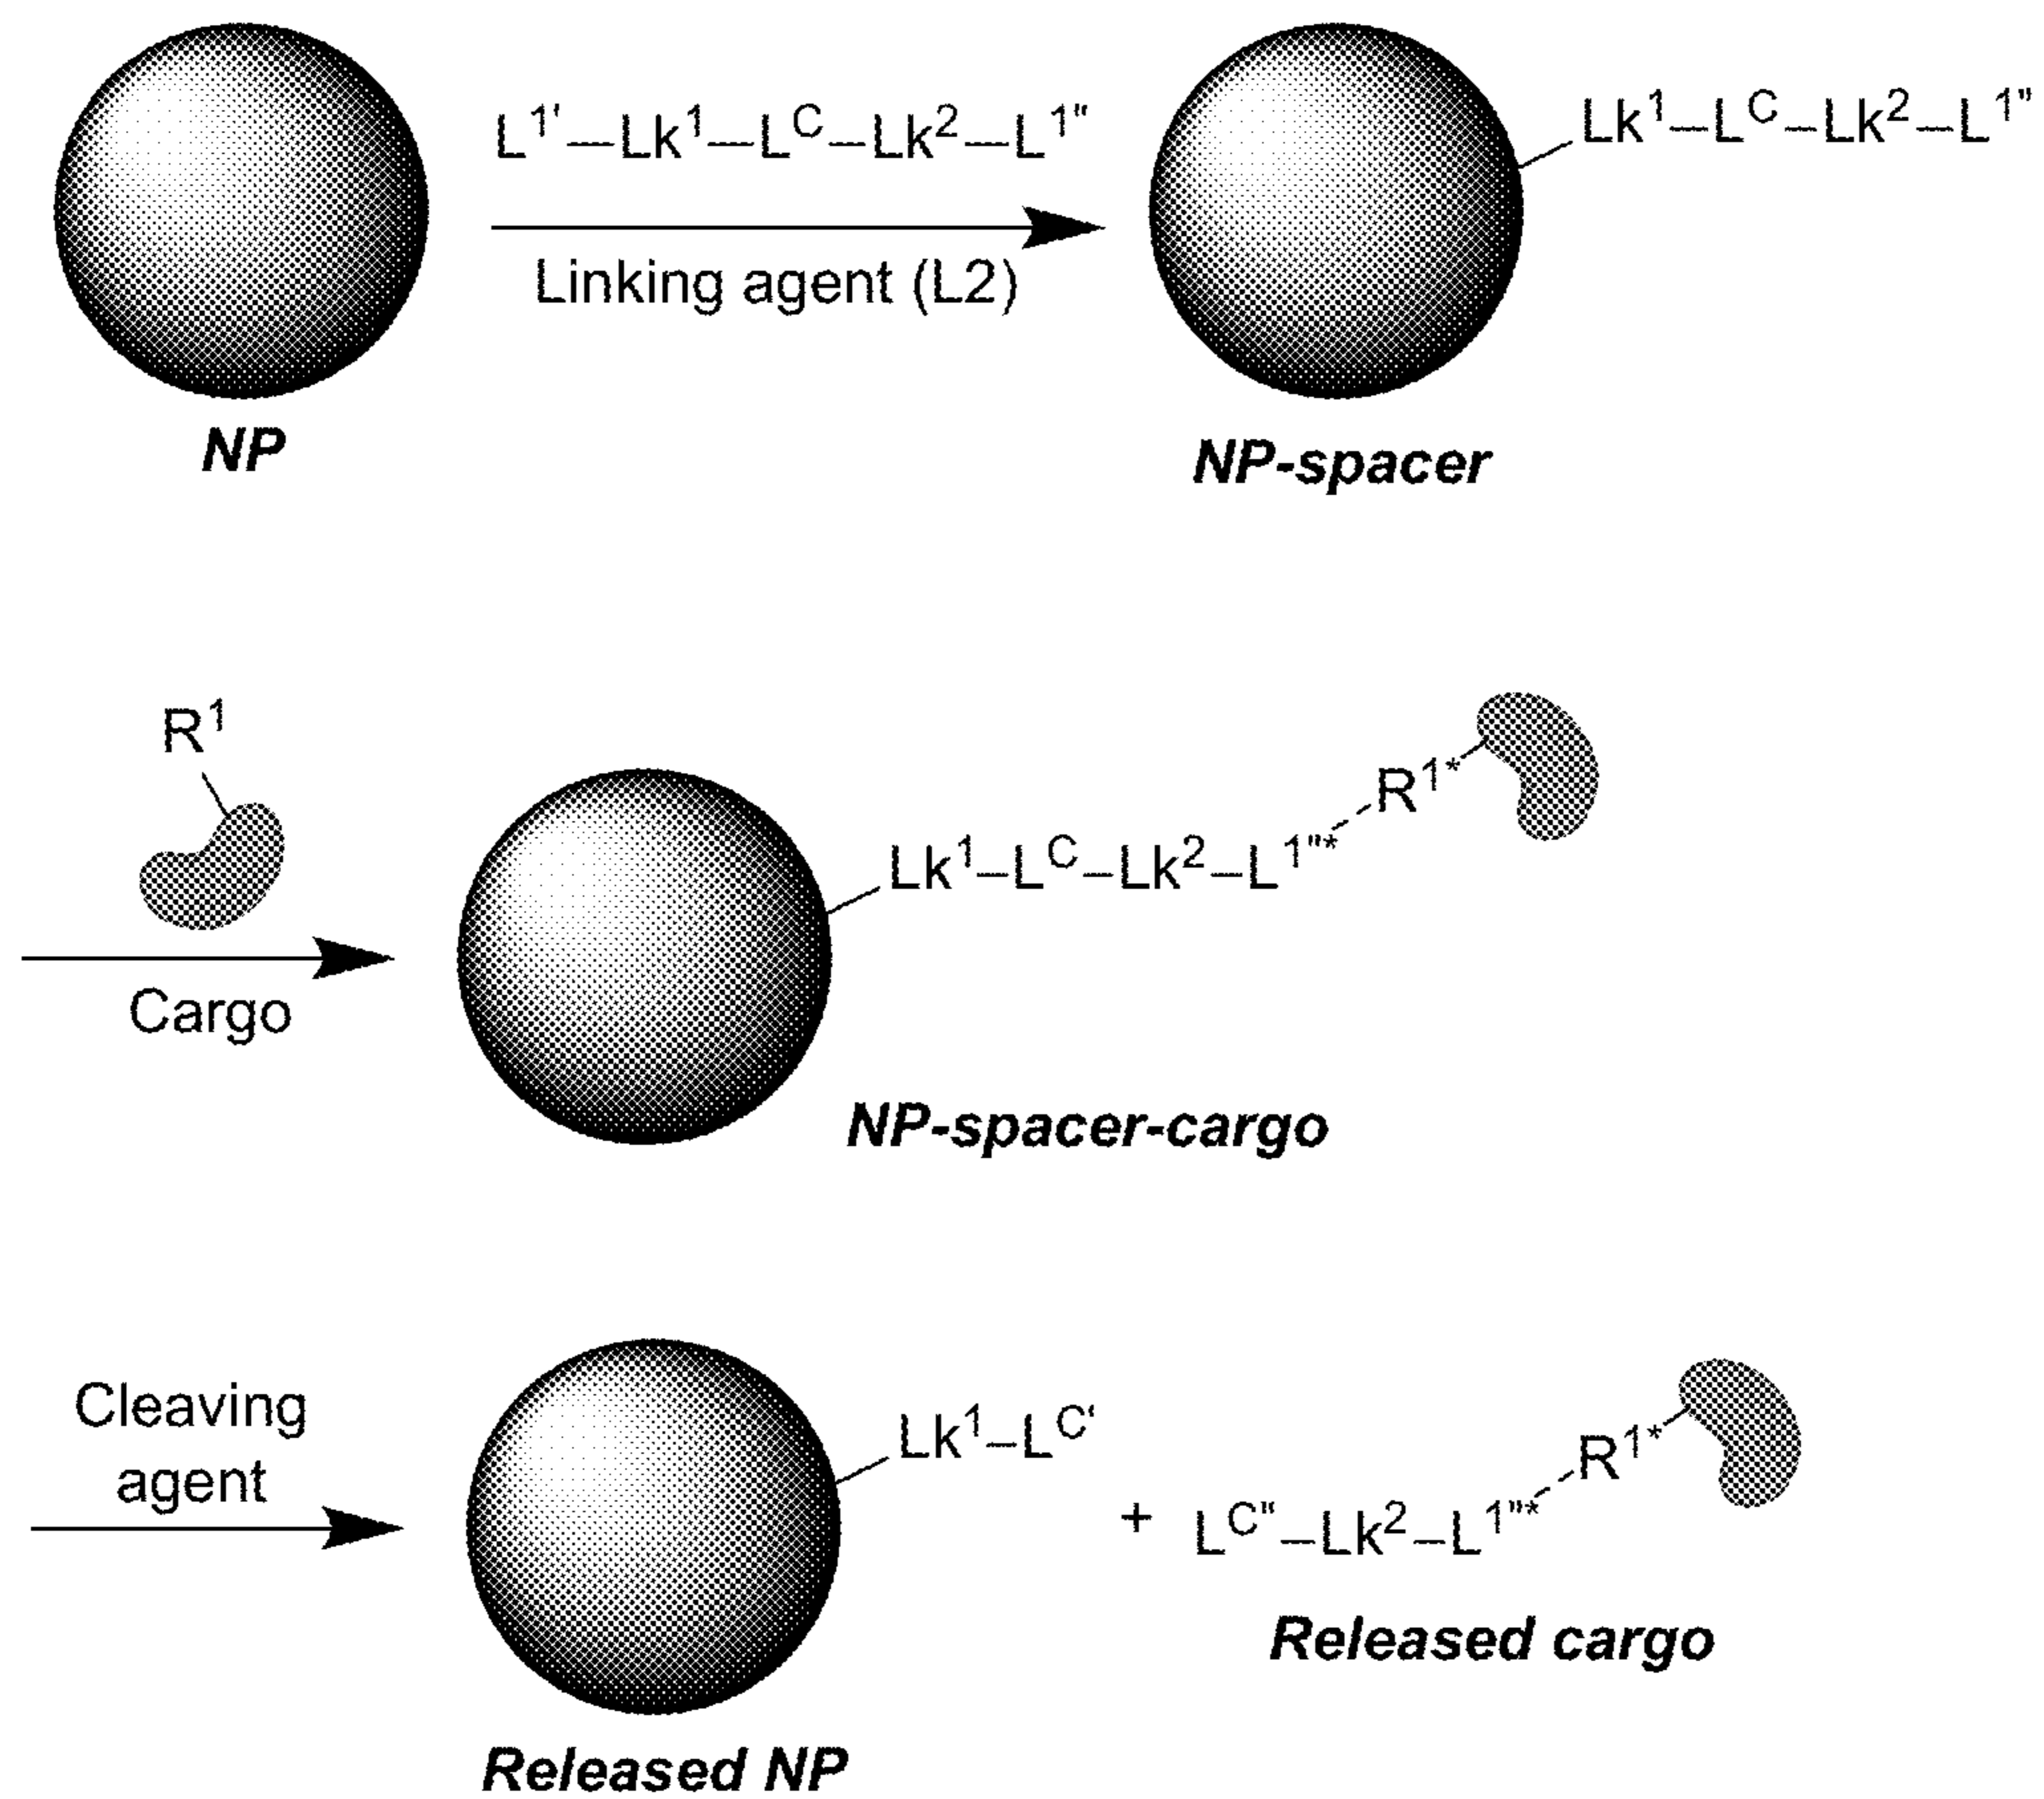 L¹'—Lk¹—Lᶜ—Lk²—L¹"
Linking agent (L2)
Lk¹–Lᶜ–Lk²–L¹"
NP
NP-spacer
R¹
Cargo
Lk¹–Lᶜ–Lk²–L¹"*--R¹*
NP-spacer-cargo
Cleaving
agent
Lk¹–Lᶜ'
+ Lᶜ"–Lk²–L¹"*--R¹*
Released cargo
Released NP